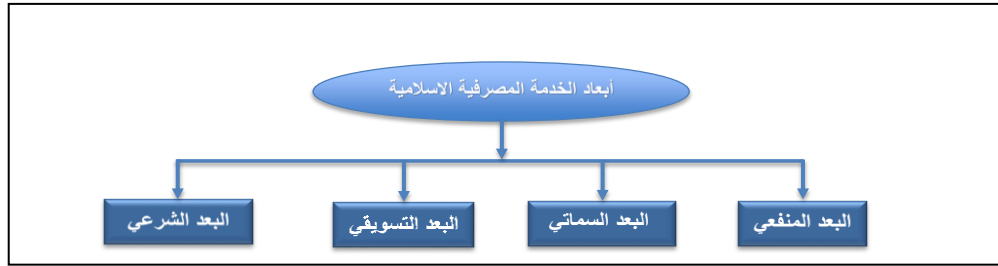 أبعاد الخدمة المصرفية الاسلامية
البعد المنفعي
البعد السماتي
البعد التسويقي
البعد الشرعي